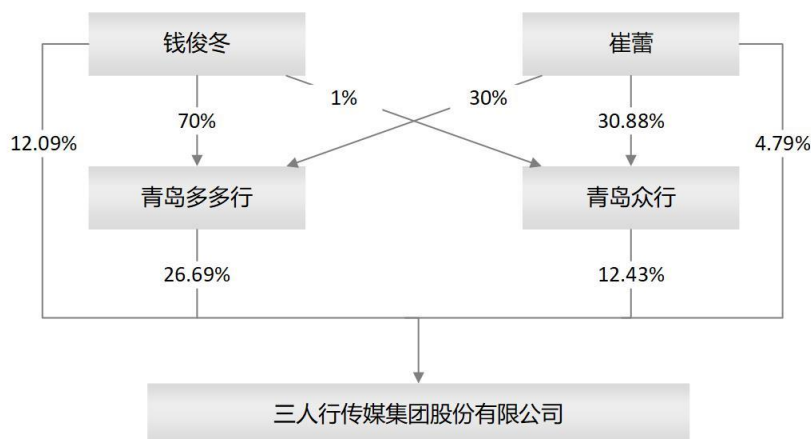 钱俊冬
崔蕾
1%
30%
70%
30.88%
12.09%
4.79%
青岛多多行
青岛众行
26.69%
12.43%
三人行传媒集团股份有限公司